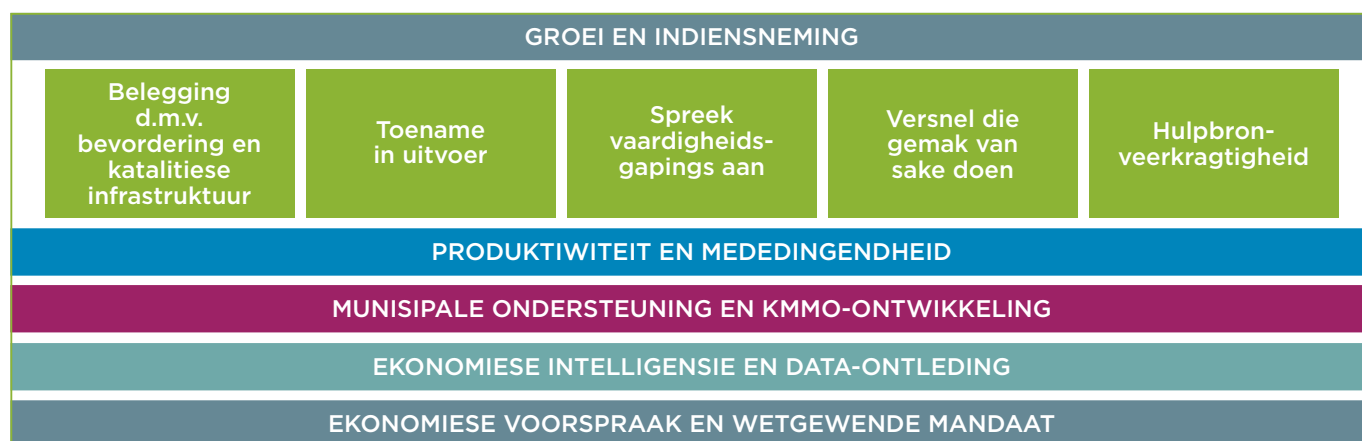 GROEI EN INDIENSNEMING
Belegging
d.m.v.
bevordering en
katalitiese
infrastruktuur
Toename
in uitvoer
Spreek
vaardigheids-
gapings aan
Versnel die
gemak van
sake doen
Hulpbron-
veerkragtigheid
PRODUKTIWITEIT EN MEDEDINGENDHEID
MUNISIPALE ONDERSTEUNING EN KMMO-ONTWIKKELING
EKONOMIESE INTELLIGENSIE EN DATA-ONTLEDING
EKONOMIESE VOORSPRAAK EN WETGEWENDE MANDAAT